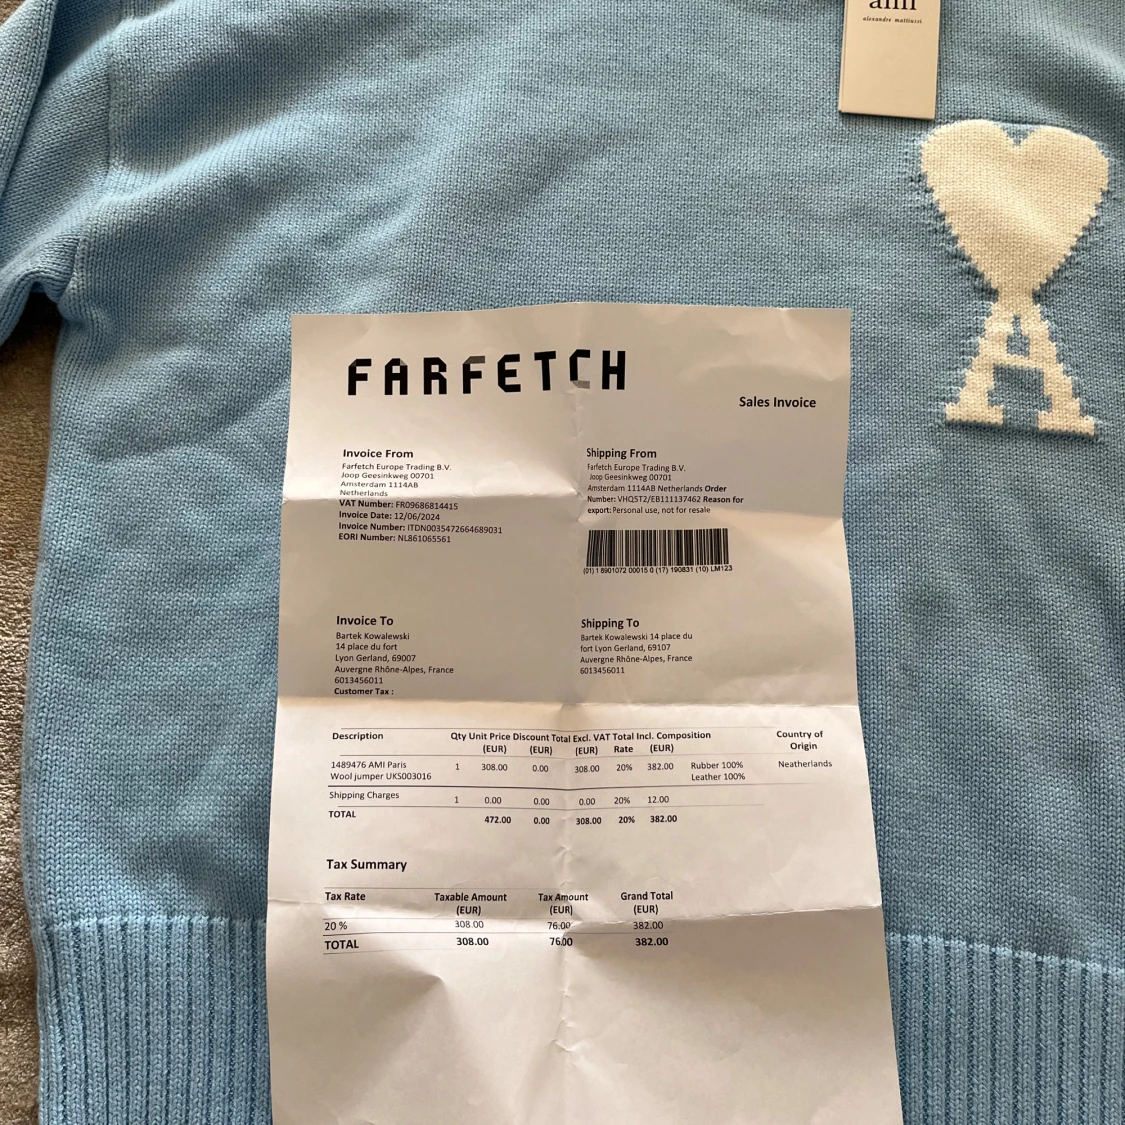 ami
alexandre mattiussi
FARFETCH
Sales Invoice
Invoice From
Farfetch Europe Trading B.V.
Joop Geesinkweg 00701
Amsterdam 1114AB
Netherlands
VAT Number: FR09686814415
Invoice Date: 12/06/2024
Invoice Number: ITDN0035472664689031
EORI Number: NL861065561
Shipping From
Farfetch Europe Trading B.V.
Joop Geesinkweg 00701
Amsterdam 1114AB Netherlands Order
Number: VHQ5T2/EB111137462 Reason for
export: Personal use, not for resale
(01) 1 8901072 00015 0 (17) 190831 (10) LM123
Invoice To
Bartek Kowalewski
14 place du fort
Lyon Gerland, 69007
Auvergne Rhône-Alpes, France
6013456011
Customer Tax :
Shipping To
Bartek Kowalewski 14 place du
fort Lyon Gerland, 69107
Auvergne Rhône-Alpes, France
6013456011
Description Qty Unit Price Discount Total Excl. VAT Total Incl. Composition Country of
(EUR) (EUR) (EUR) Rate (EUR) Origin
1489476 AMI Paris 1 308.00 0.00 308.00 20% 382.00 Rubber 100% Neatherlands
Wool jumper UKS003016 Leather 100%
Shipping Charges 1 0.00 0.00 0.00 20% 12.00
TOTAL 472.00 0.00 308.00 20% 382.00
Tax Summary
Tax Rate Taxable Amount Tax Amount Grand Total
(EUR) (EUR) (EUR)
20 % 308.00 76.00 382.00
TOTAL 308.00 76.00 382.00
A